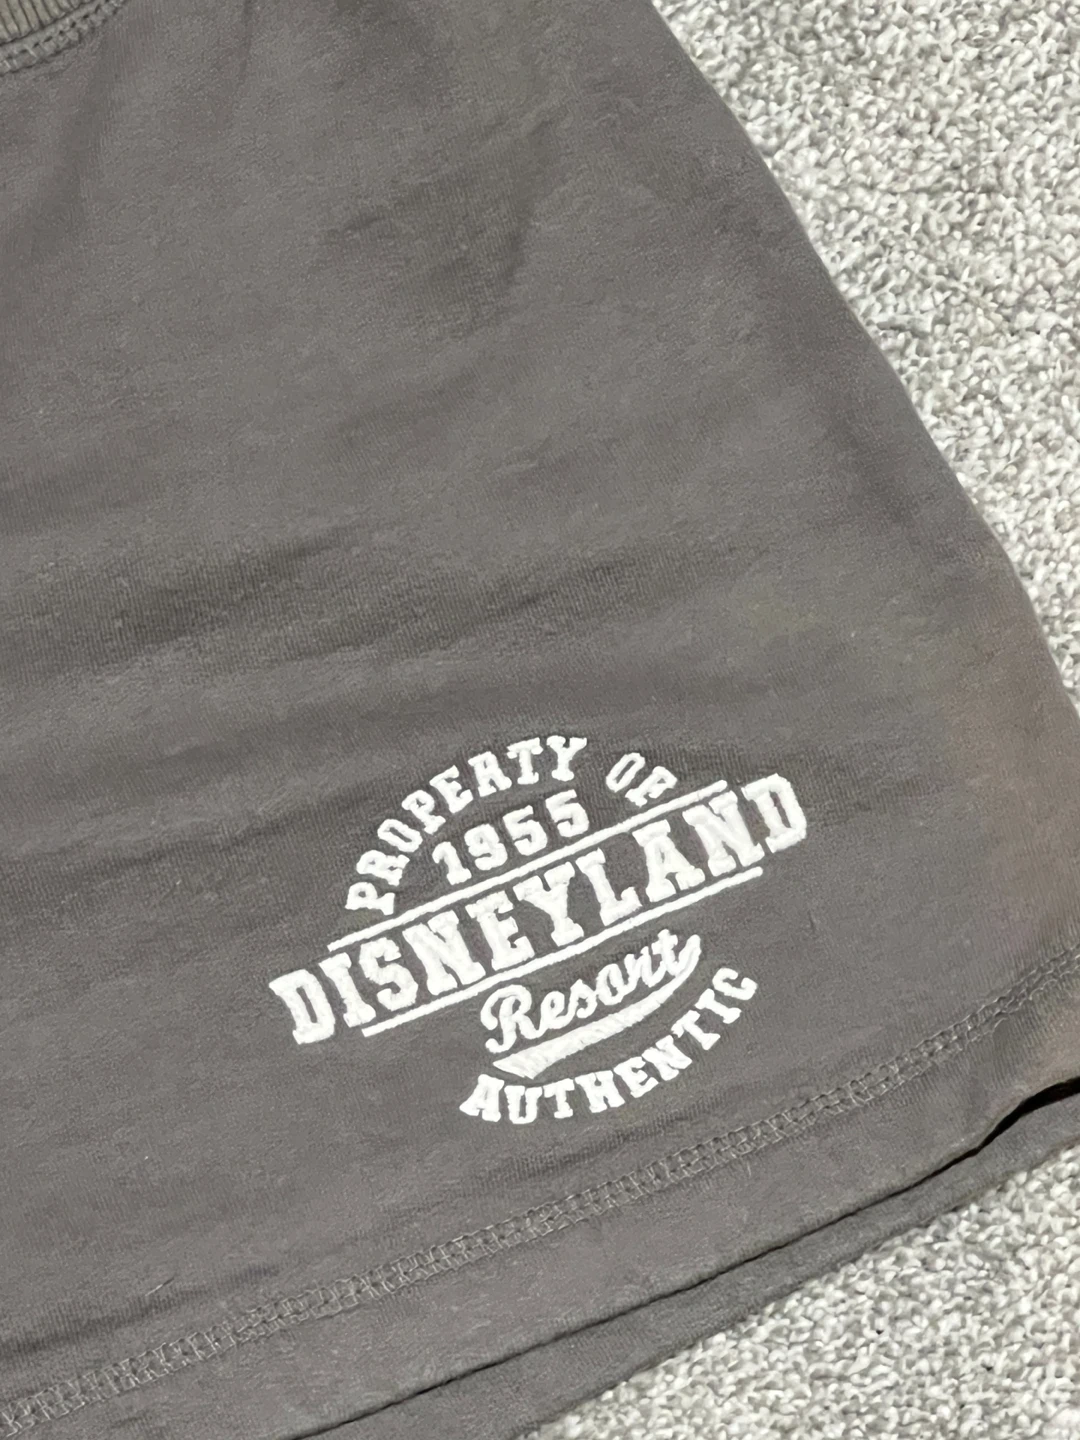 PROPERTY OF
1955
DISNEYLAND
Resort
AUTHENTIC